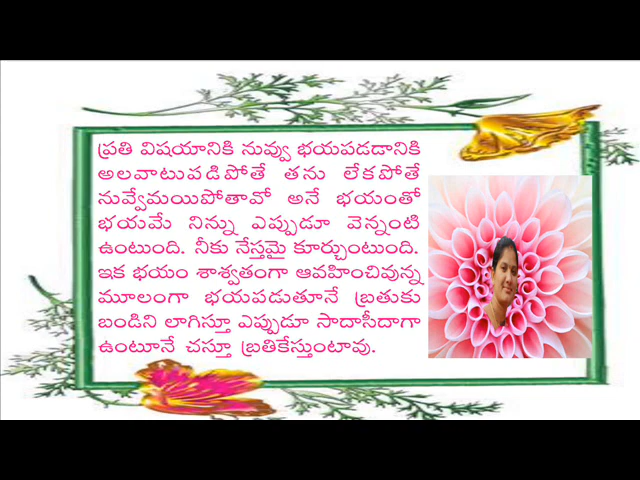 ప్రతి విషయానికి నువ్వు భయపడడానికి
అలవాటుపడిపోతే తను లేకపోతే
నువ్వేమయిపోతావో అనే భయంతో
భయమే నిన్ను ఎప్పుడూ వెన్నంటి
ఉంటుంది. నీకు నేస్తమై కూర్చుంటుంది.
ఇక భయం శాశ్వతంగా ఆవహించివున్న
మూలంగా భయపడుతూనే బ్రతుకు
బండిని లాగిస్తూ ఎప్పుడూ సాదాసీదాగా
ఉంటూనే చస్తూ బ్రతికేస్తుంటావు.